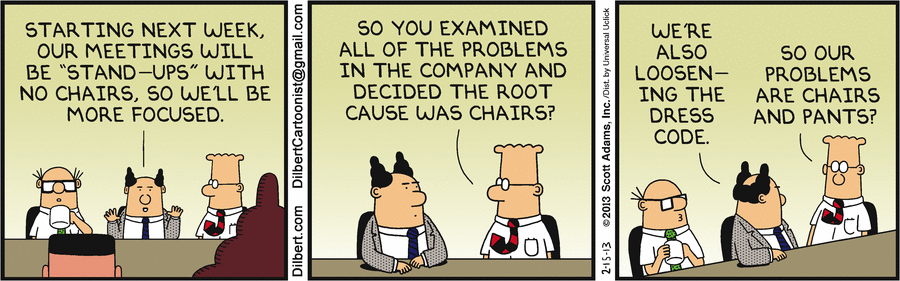 STARTING NEXT WEEK,
OUR MEETINGS WILL
BE "STAND-UPS" WITH
NO CHAIRS, SO WE'LL BE
MORE FOCUSED.
Dilbert.com DilbertCartoonist@gmail.com
SO YOU EXAMINED
ALL OF THE PROBLEMS
IN THE COMPANY AND
DECIDED THE ROOT
CAUSE WAS CHAIRS?
2-15-13 ©2013 Scott Adams, Inc. /Dist. by Universal Uclick
WE'RE
ALSO
LOOSEN-
ING THE
DRESS
CODE.
SO OUR
PROBLEMS
ARE CHAIRS
AND PANTS?